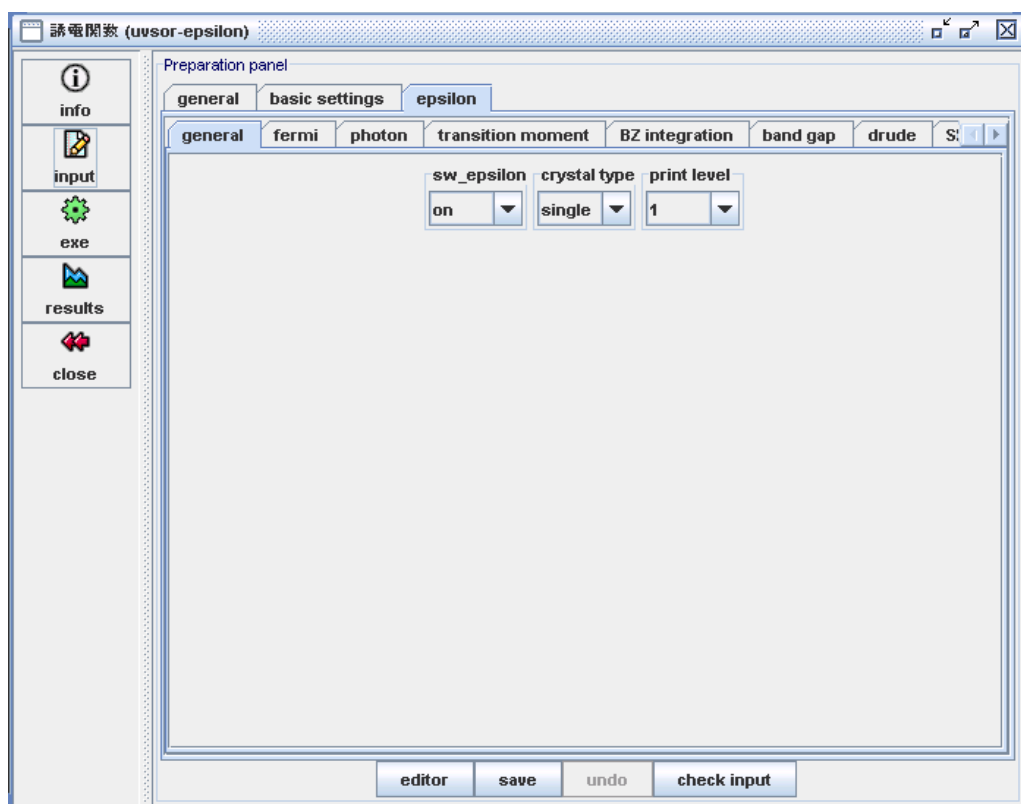 誘電関数 (uvsor-epsilon)
info
input
exe
results
close
Preparation panel
general basic settings epsilon
general fermi photon transition moment BZ integration band gap drude
sw_epsilon crystal type print level
on single 1
editor save undo check input